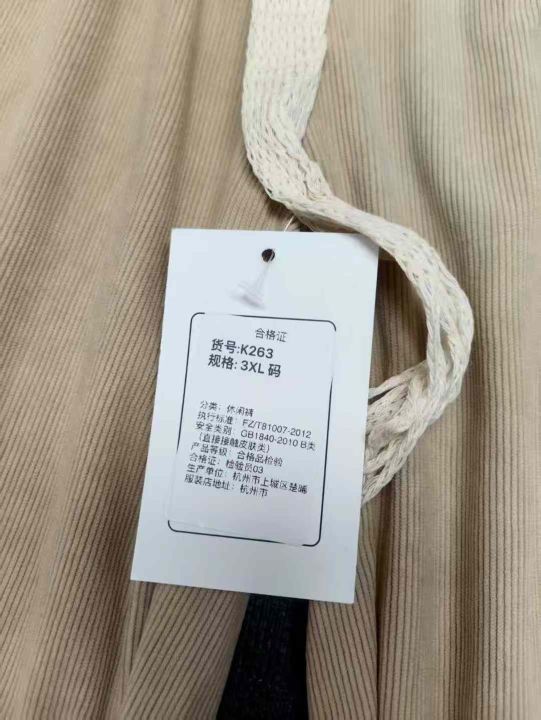 合格证
货号:K263
规格: 3XL 码
分类: 休闲裤
执行标准: FZ/T81007-2012
安全类别: GB1840-2010 B类
(直接接触皮肤类)
产品等级: 合格品检验
合格证: 检验员03
生产单位: 杭州市上城区楚晡
服装店地址: 杭州市